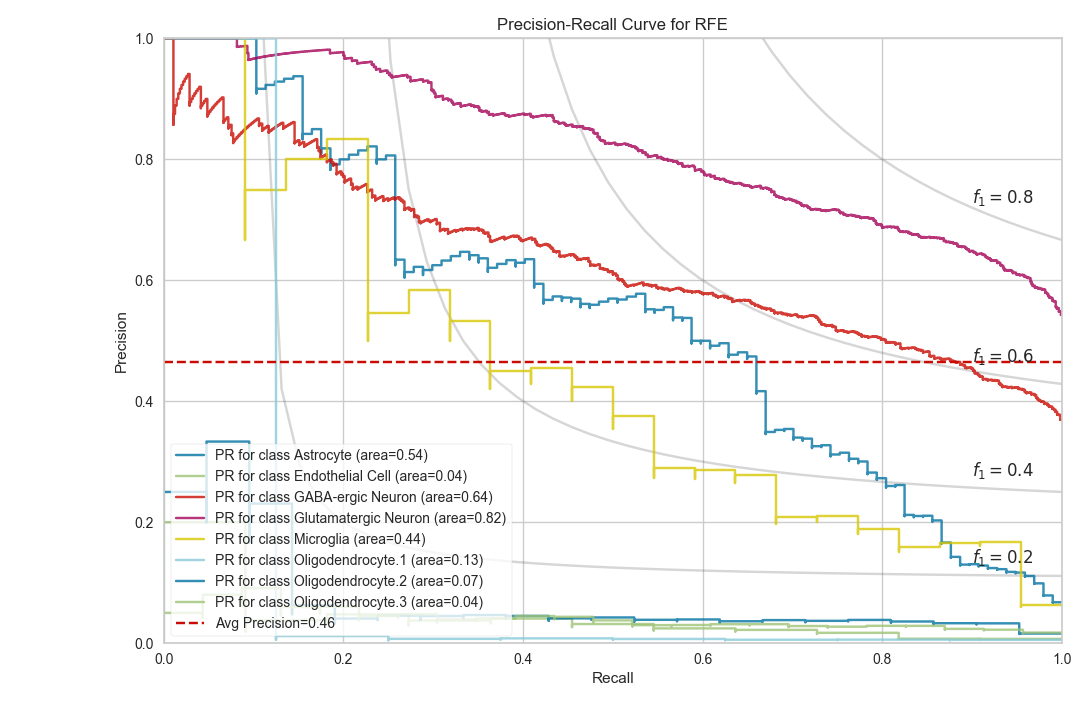 Precision-Recall Curve for RFE
1.0
0.8
0.6
0.4
0.2
0.0
Precision
f1 = 0.8
f1 = 0.6
f1 = 0.4
f1 = 0.2
PR for class Astrocyte (area=0.54)
PR for class Endothelial Cell (area=0.04)
PR for class GABA-ergic Neuron (area=0.64)
PR for class Glutamatergic Neuron (area=0.82)
PR for class Microglia (area=0.44)
PR for class Oligodendrocyte.1 (area=0.13)
PR for class Oligodendrocyte.2 (area=0.07)
PR for class Oligodendrocyte.3 (area=0.04)
Avg Precision=0.46
0.0 0.2 0.4 0.6 0.8 1.0
Recall